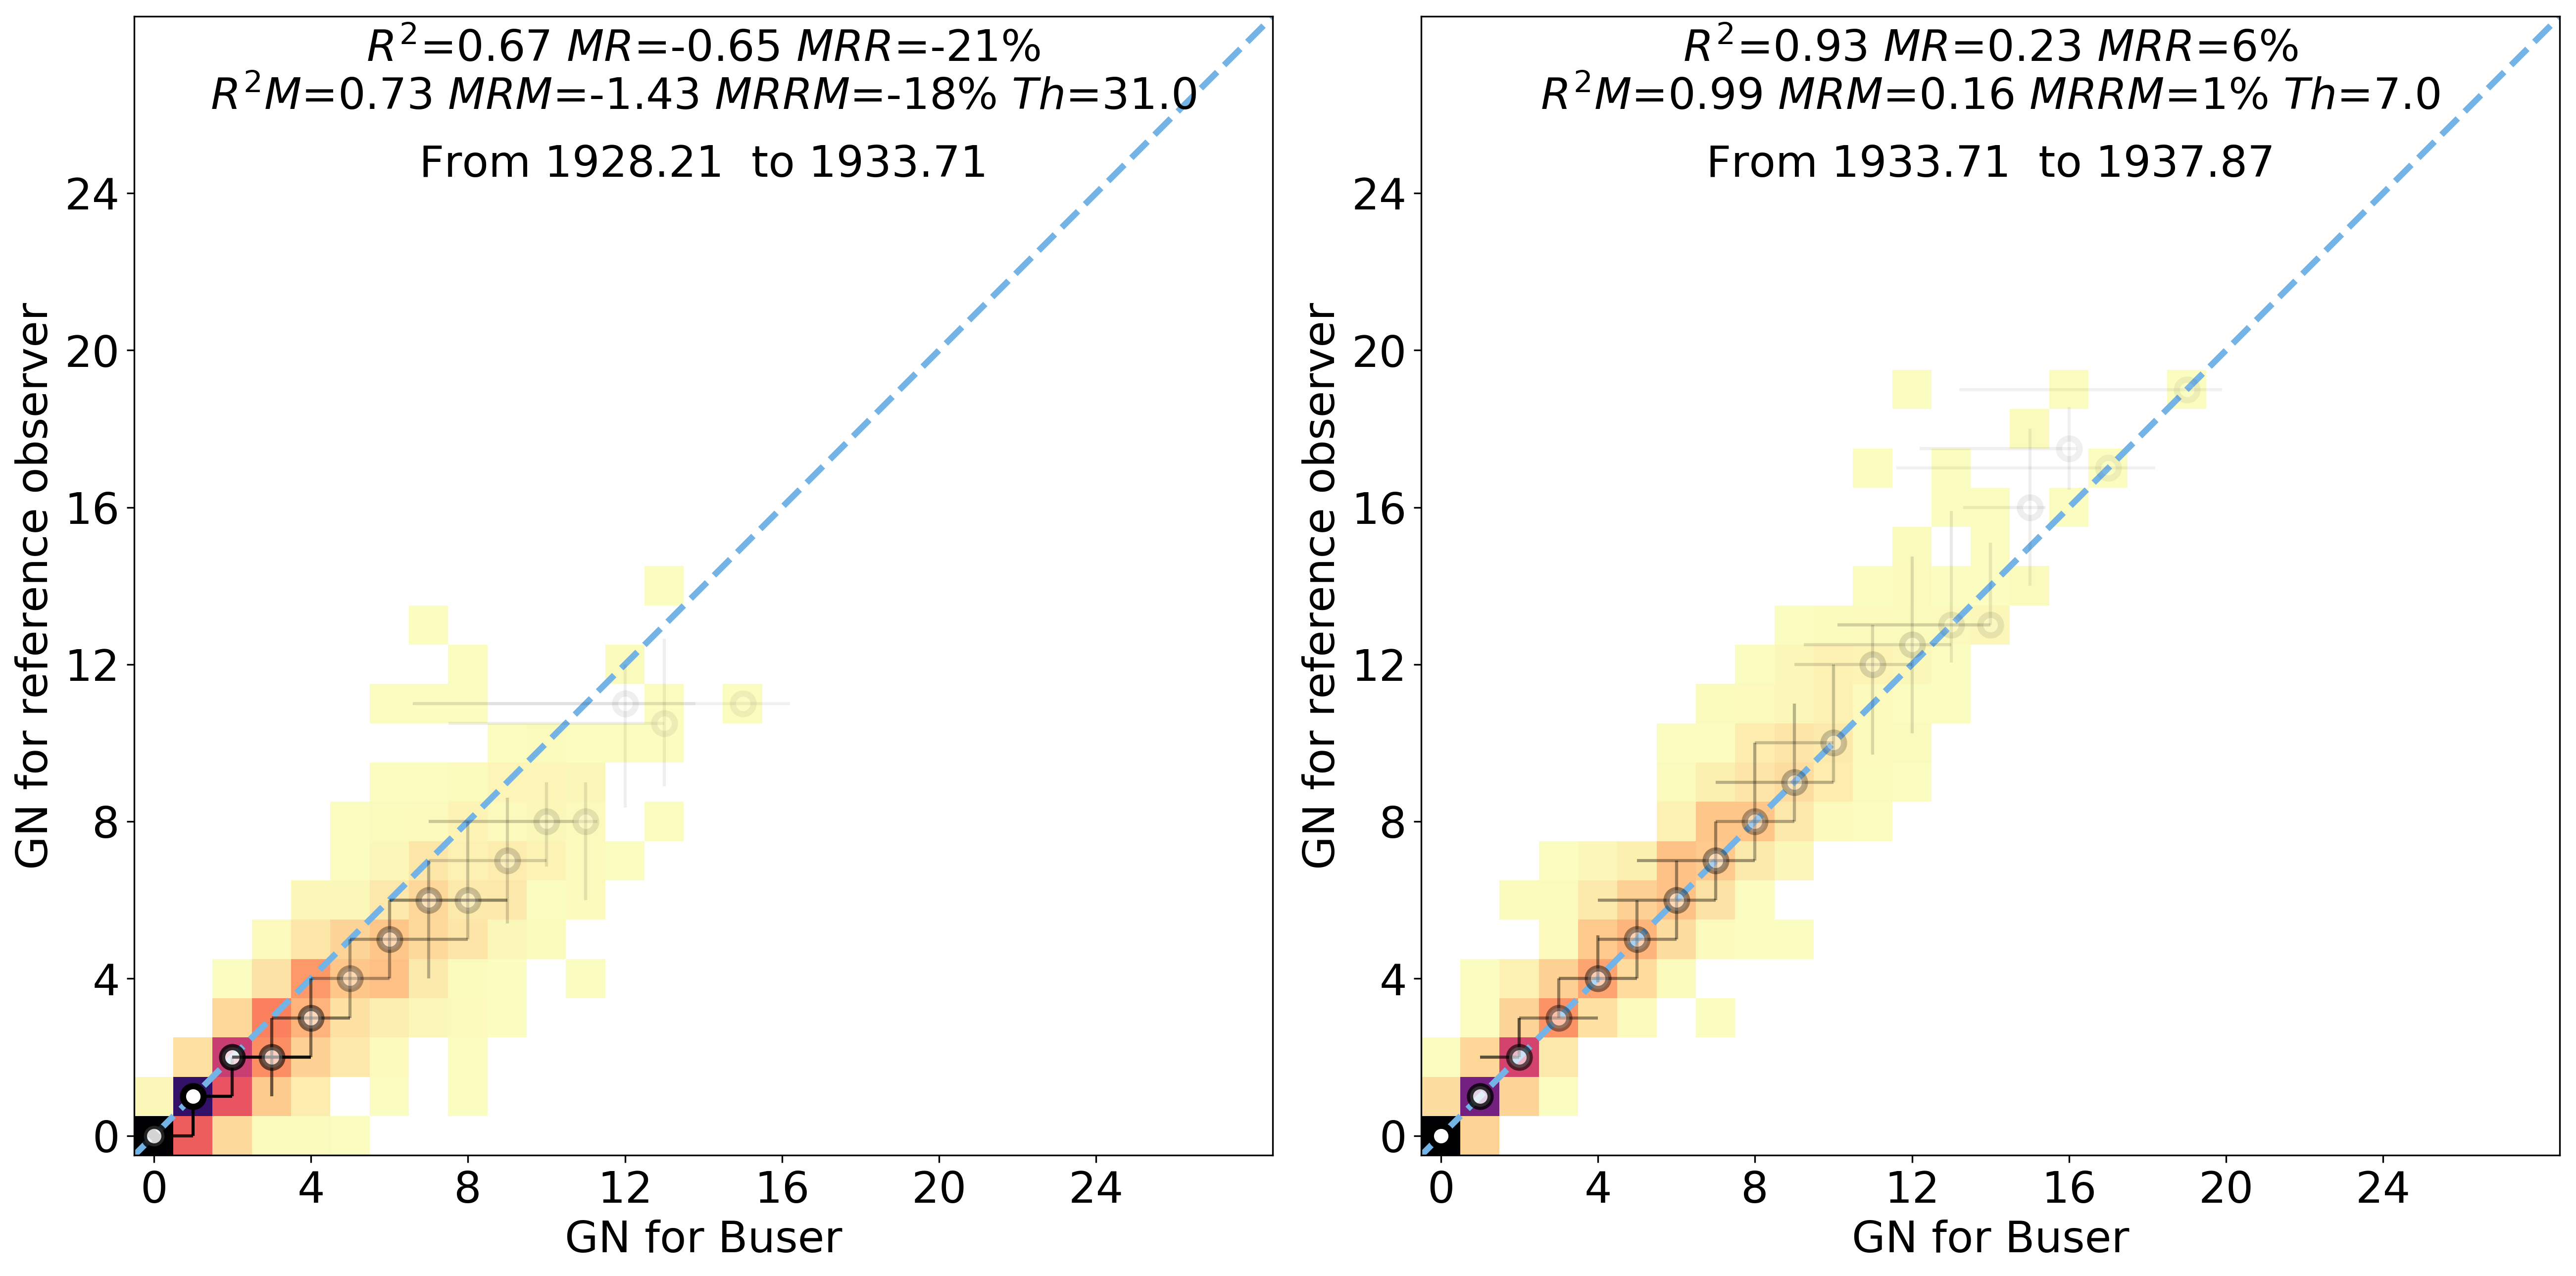 R²=0.67 MR=-0.65 MRR=-21%
R²M=0.73 MRM=-1.43 MRRM=-18% Th=31.0
From 1928.21 to 1933.71
GN for reference observer
24
20
16
12
8
4
0
0 4 8 12 16 20 24
GN for Buser
R²=0.93 MR=0.23 MRR=6%
R²M=0.99 MRM=0.16 MRRM=1% Th=7.0
From 1933.71 to 1937.87
GN for reference observer
24
20
16
12
8
4
0
0 4 8 12 16 20 24
GN for Buser